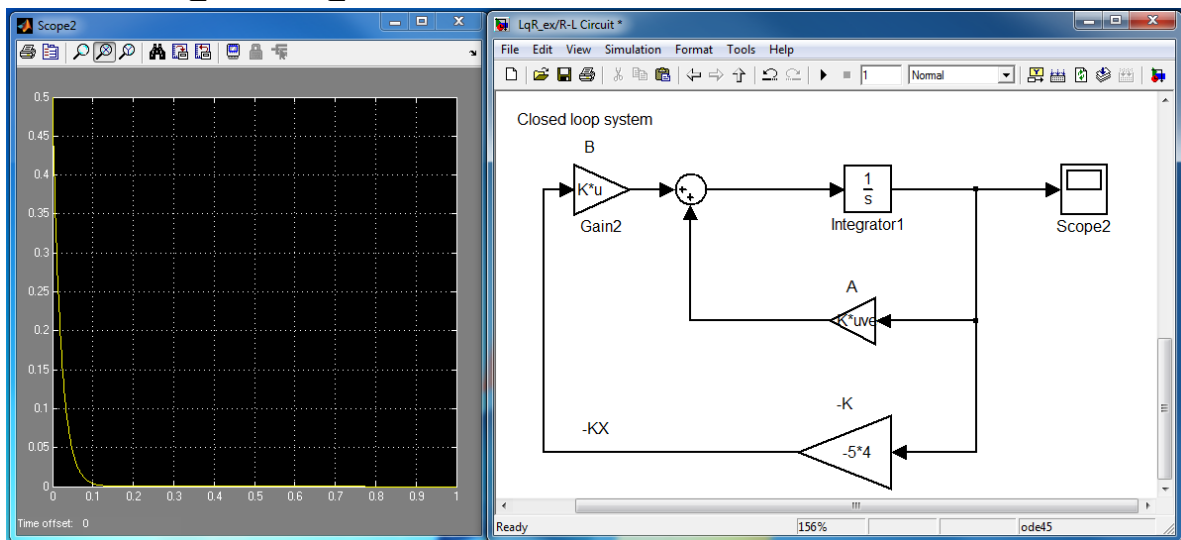 Scope2
0.5
0.45
0.4
0.35
0.3
0.25
0.2
0.15
0.1
0.05
0
0 0.1 0.2 0.3 0.4 0.5 0.6 0.7 0.8 0.9 1
Time offset: 0
LqR_ex/R-L Circuit *
File Edit View Simulation Format Tools Help
1 Normal
Closed loop system
B
K*u
Gain2
1
s
Integrator1
Scope2
A
K*uve
-K
-KX
-5*4
Ready 156% ode45